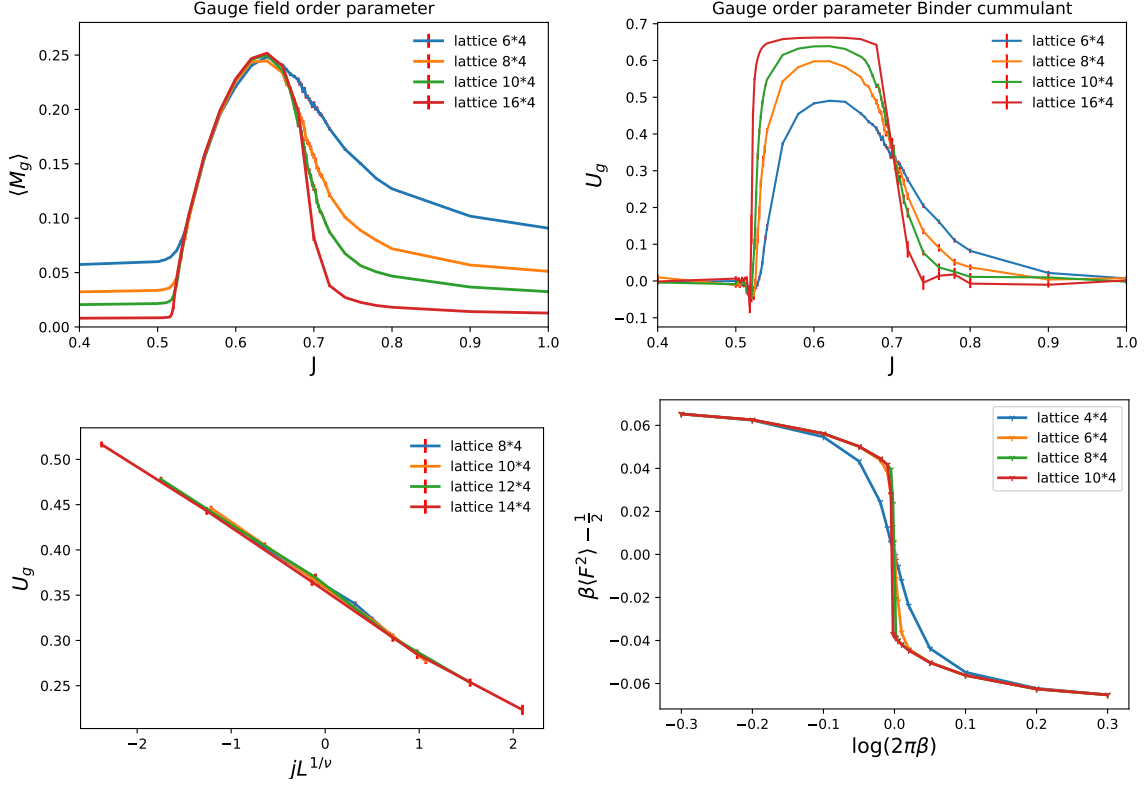 Gauge field order parameter
⟨M_g⟩
0.25
0.20
0.15
0.10
0.05
0.00
lattice 6*4
lattice 8*4
lattice 10*4
lattice 16*4
0.4 0.5 0.6 0.7 0.8 0.9 1.0
J
Gauge order parameter Binder cummulant
U_g
0.7
0.6
0.5
0.4
0.3
0.2
0.1
0.0
−0.1
lattice 6*4
lattice 8*4
lattice 10*4
lattice 16*4
0.4 0.5 0.6 0.7 0.8 0.9 1.0
J
U_g
0.50
0.45
0.40
0.35
0.30
0.25
lattice 8*4
lattice 10*4
lattice 12*4
lattice 14*4
−2 −1 0 1 2
jL^{1/ν}
β⟨F²⟩ − 1/2
0.06
0.04
0.02
0.00
−0.02
−0.04
−0.06
lattice 4*4
lattice 6*4
lattice 8*4
lattice 10*4
−0.3 −0.2 −0.1 0.0 0.1 0.2 0.3
log(2πβ)